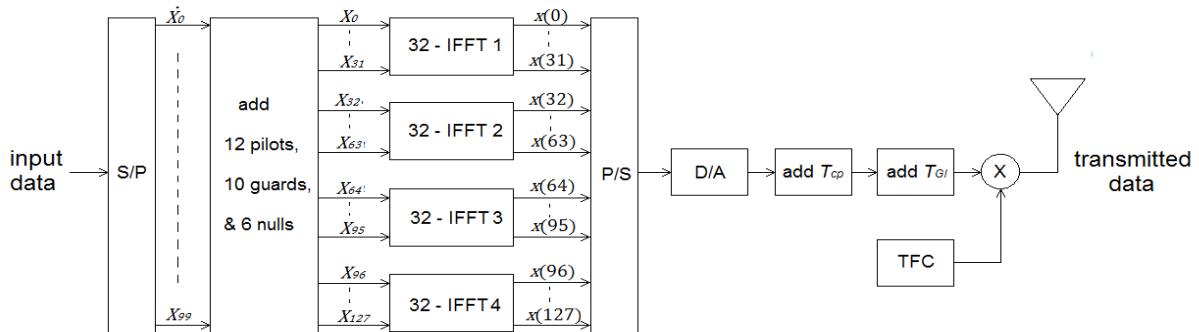 input
data
S/P
Ẋ0
X99
add
12 pilots,
10 guards,
& 6 nulls
X0
X31
X32
X63
X64
X95
X96
X127
32 - IFFT 1
32 - IFFT 2
32 - IFFT 3
32 - IFFT 4
x(0)
x(31)
x(32)
x(63)
x(64)
x(95)
x(96)
x(127)
P/S
D/A
add Tcp
add TGI
X
TFC
transmitted
data